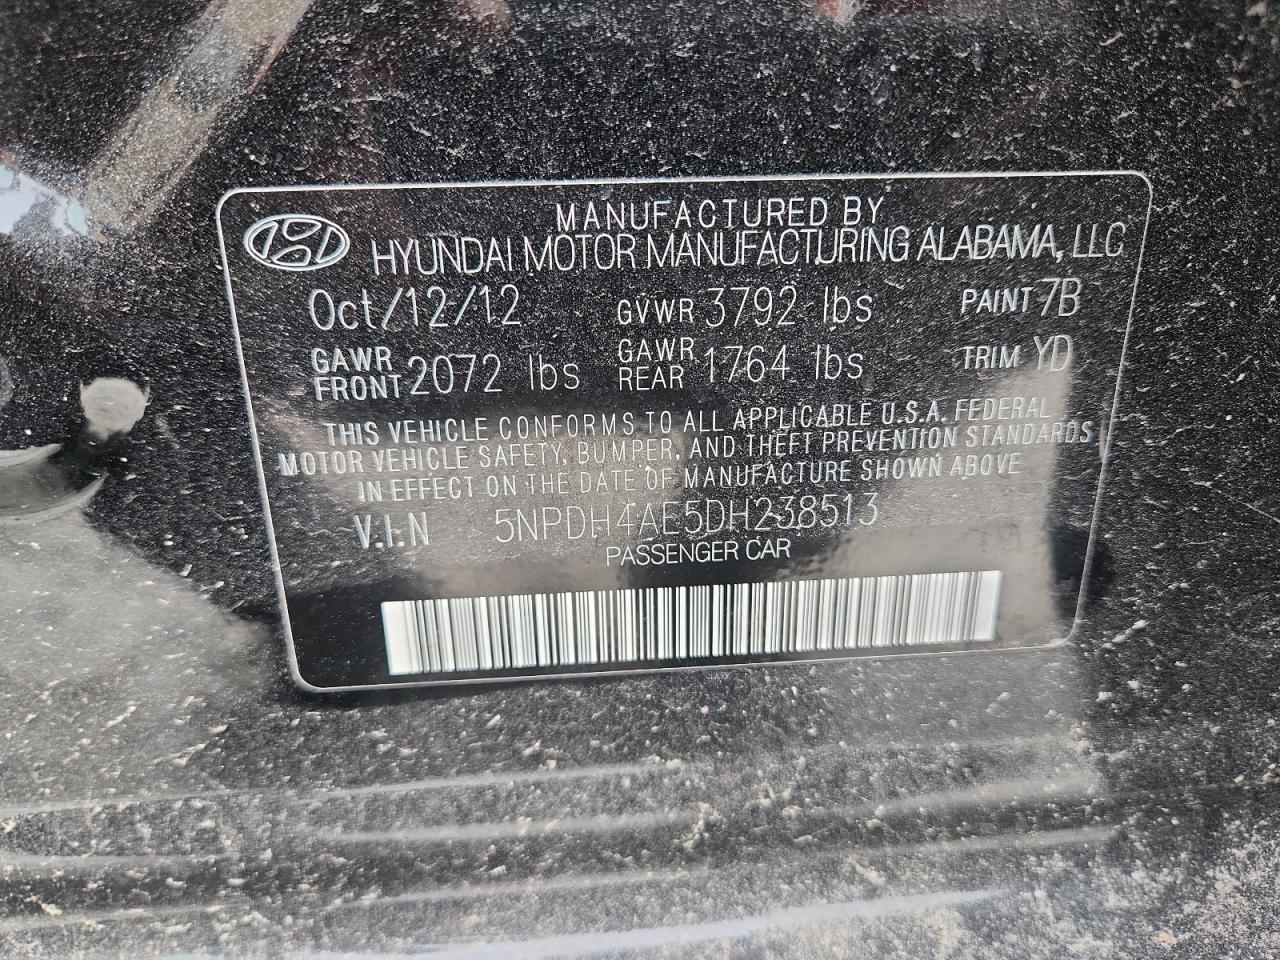 MANUFACTURED BY
HYUNDAI MOTOR MANUFACTURING ALABAMA, LLC
Oct/12/12 GVWR 3792 lbs PAINT 7B
GAWR FRONT 2072 lbs GAWR REAR 1764 lbs TRIM YD
THIS VEHICLE CONFORMS TO ALL APPLICABLE U.S.A. FEDERAL
MOTOR VEHICLE SAFETY, BUMPER, AND THEFT PREVENTION STANDARDS
IN EFFECT ON THE DATE OF MANUFACTURE SHOWN ABOVE
V.I.N 5NPDH4AE5DH238513
PASSENGER CAR